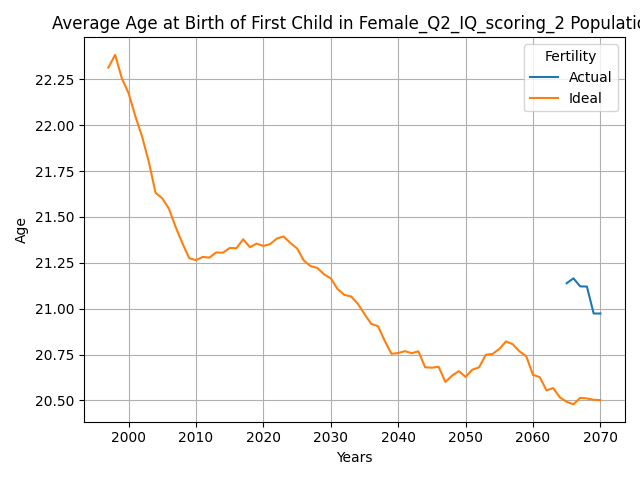 Average Age at Birth of First Child in Female_Q2_IQ_scoring_2 Populatio
Fertility
Actual
Ideal
22.25
22.00
21.75
21.50
21.25
21.00
20.75
20.50
Age
2000 2010 2020 2030 2040 2050 2060 2070
Years